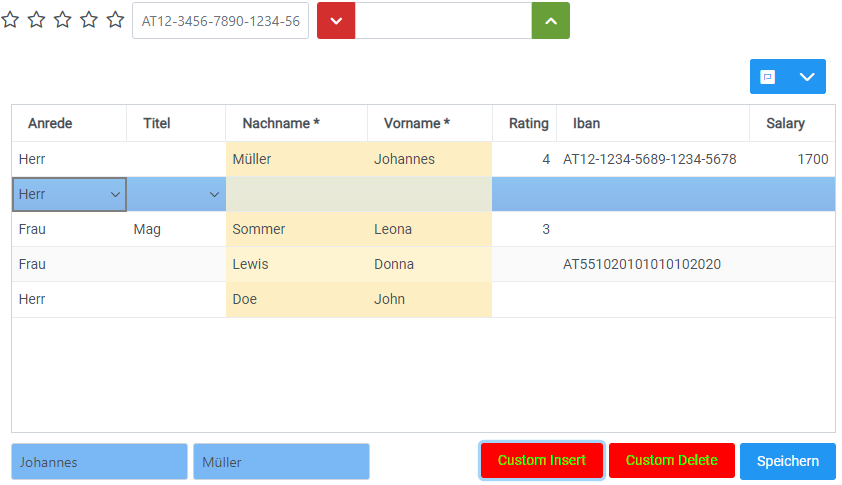 AT12-3456-7890-1234-56
Anrede Titel Nachname * Vorname * Rating Iban Salary
Herr Müller Johannes 4 AT12-1234-5689-1234-5678 1700
Herr
Frau Mag Sommer Leona 3
Frau Lewis Donna AT551020101010102020
Herr Doe John
Johannes Müller Custom Insert Custom Delete Speichern